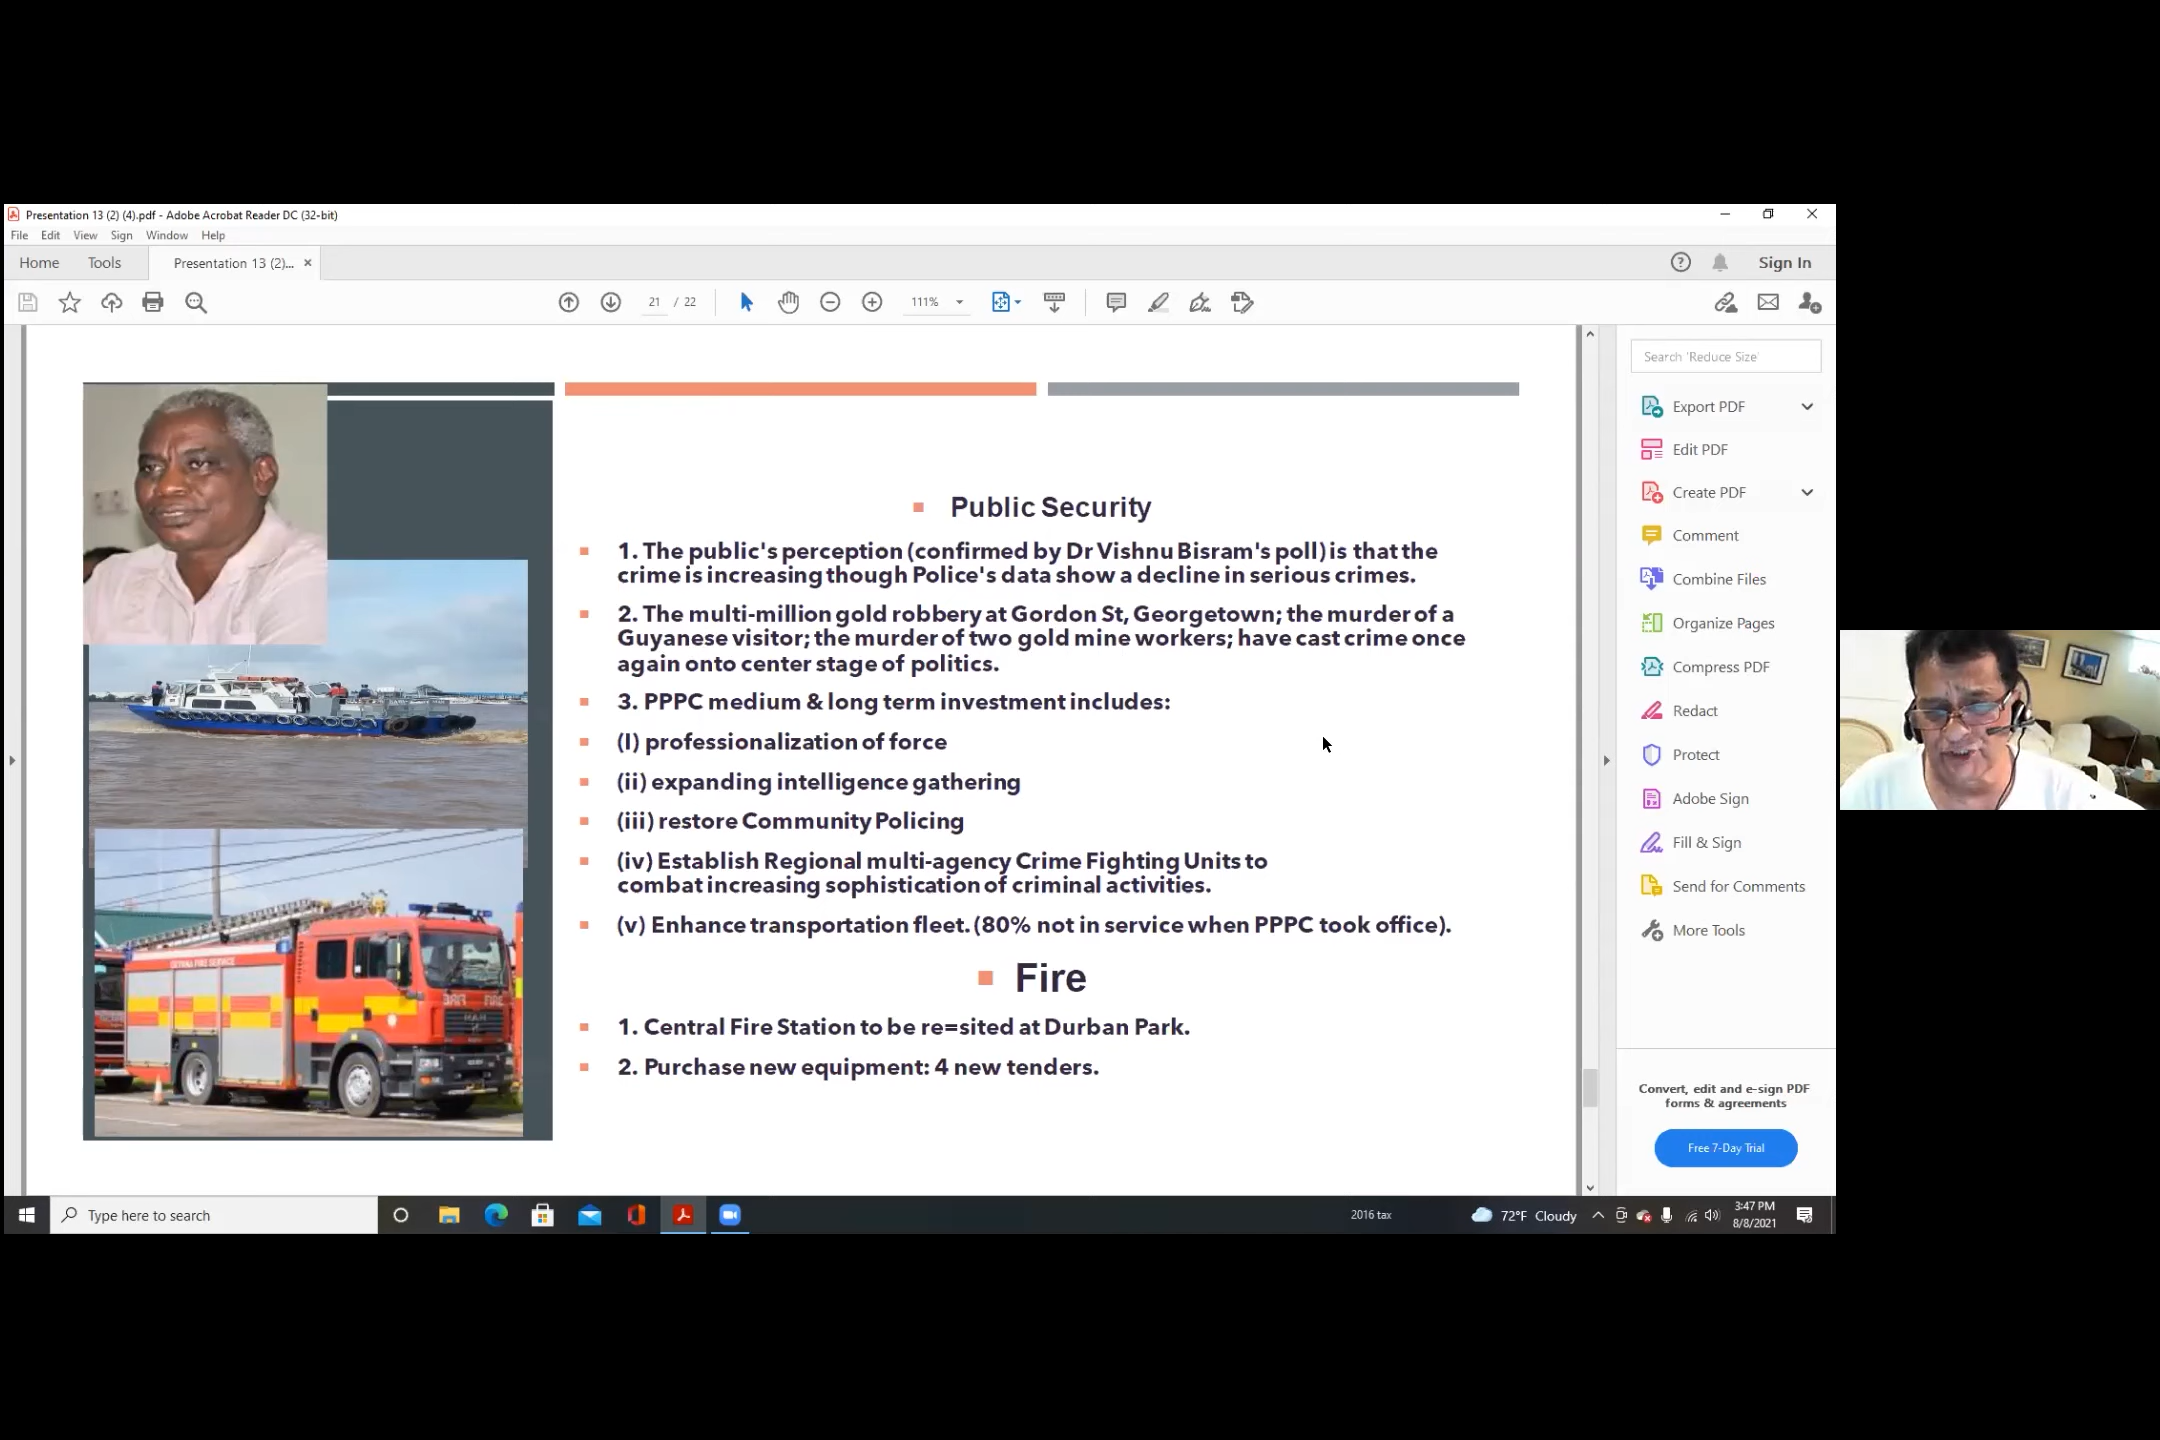 Presentation 13 (2) (4).pdf - Adobe Acrobat Reader DC (32-bit)
File Edit View Sign Window Help
Home Tools Presentation 13 (2)... × Sign In
21 / 22 111%
Search 'Reduce Size'
Public Security
1. The public's perception (confirmed by Dr Vishnu Bisram's poll) is that the
crime is increasing though Police's data show a decline in serious crimes.
2. The multi-million gold robbery at Gordon St, Georgetown; the murder of a
Guyanese visitor; the murder of two gold mine workers; have cast crime once
again onto center stage of politics.
3. PPPC medium & long term investment includes:
(I) professionalization of force
(ii) expanding intelligence gathering
(iii) restore Community Policing
(iv) Establish Regional multi-agency Crime Fighting Units to
combat increasing sophistication of criminal activities.
(v) Enhance transportation fleet. (80% not in service when PPPC took office).
Fire
1. Central Fire Station to be re=sited at Durban Park.
2. Purchase new equipment: 4 new tenders.
GUYANA FIRE SERVICE
FIRE
MAN
Export PDF
Edit PDF
Create PDF
Comment
Combine Files
Organize Pages
Compress PDF
Redact
Protect
Adobe Sign
Fill & Sign
Send for Comments
More Tools
Convert, edit and e-sign PDF
forms & agreements
Free 7-Day Trial
Type here to search
2016 tax
72°F Cloudy
3:47 PM
8/8/2021